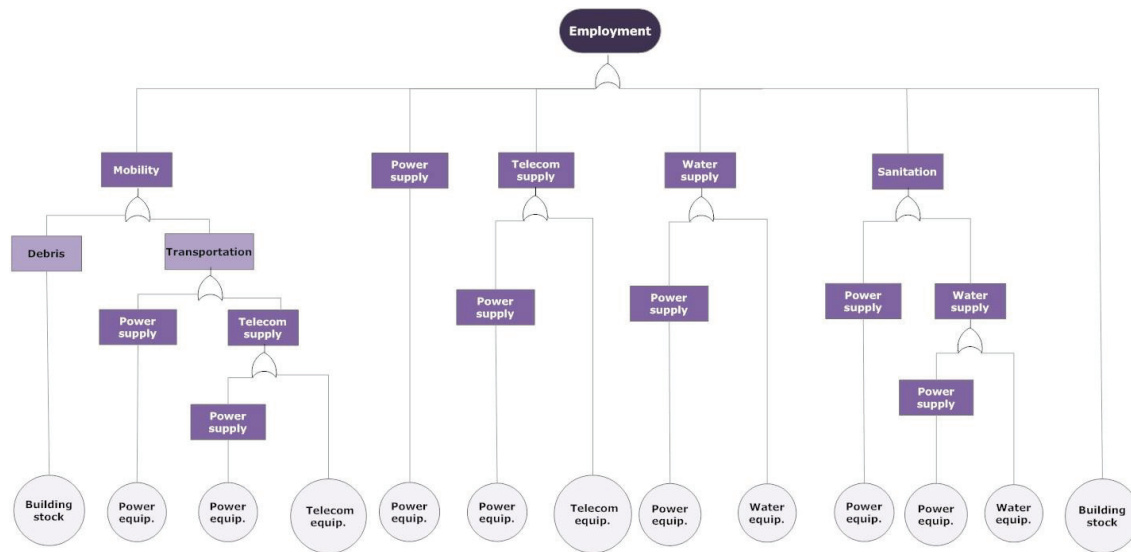 Employment
Mobility
Power
supply
Telecom
supply
Water
supply
Sanitation
Debris
Transportation
Power
supply
Telecom
supply
Power
supply
Power
supply
Power
supply
Water
supply
Power
supply
Power
supply
Building
stock
Power
equip.
Power
equip.
Telecom
equip.
Power
equip.
Power
equip.
Telecom
equip.
Power
equip.
Water
equip.
Power
equip.
Power
equip.
Water
equip.
Building
stock